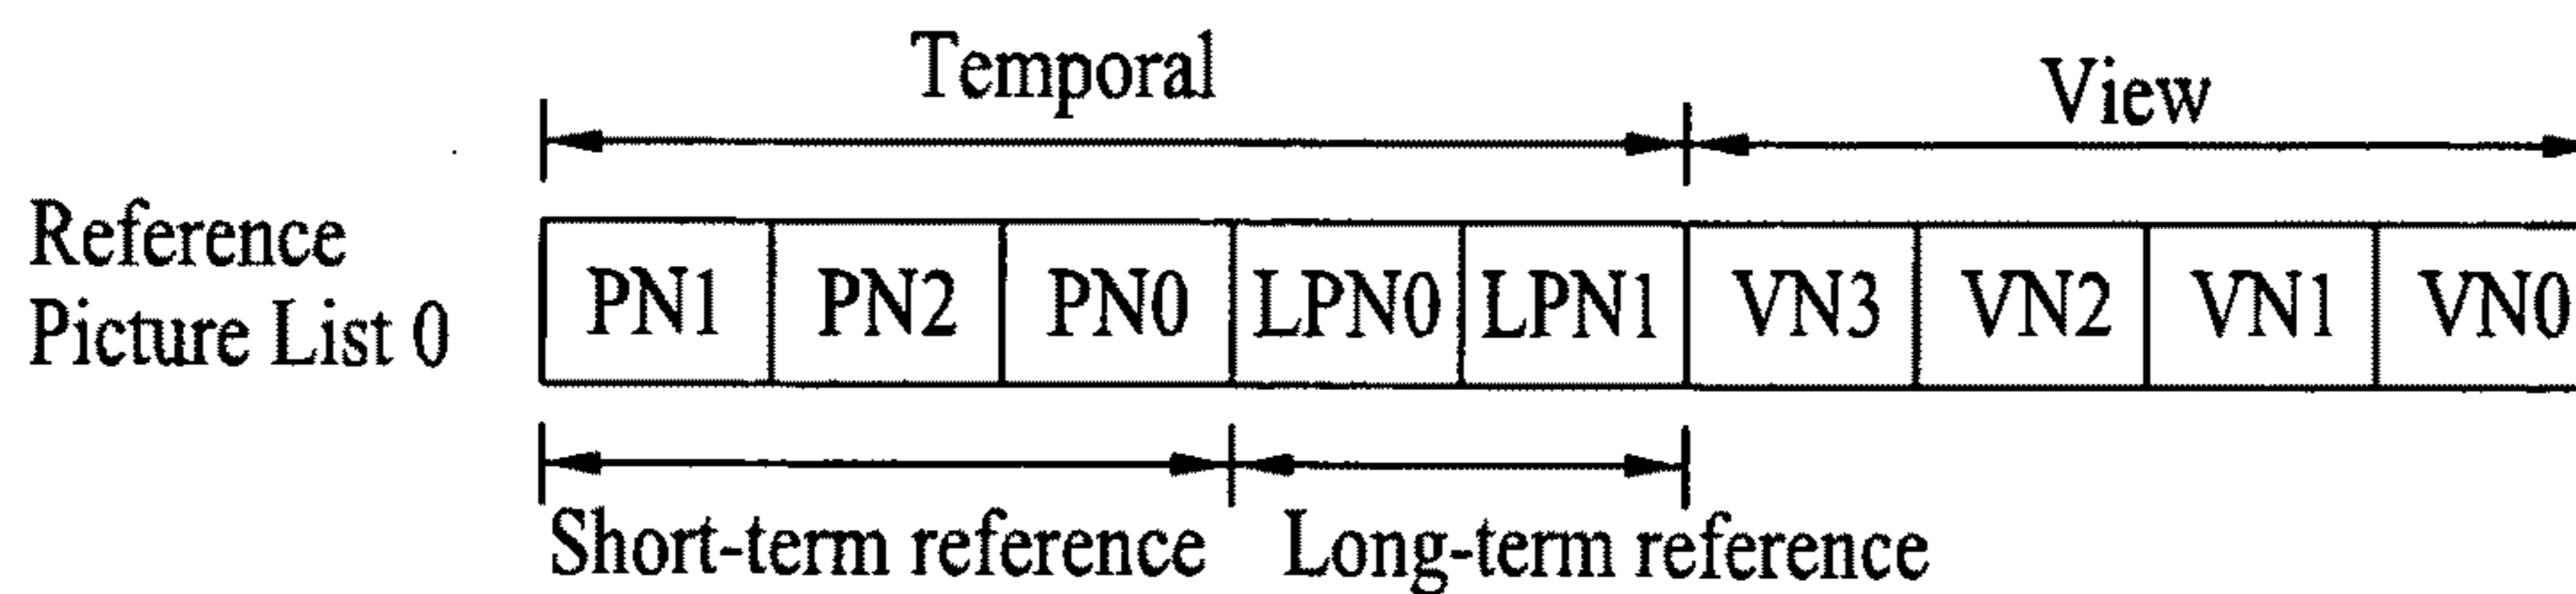 Temporal View
Reference
Picture List 0
PN1 PN2 PN0 LPN0 LPN1 VN3 VN2 VN1 VN0
Short-term reference Long-term reference